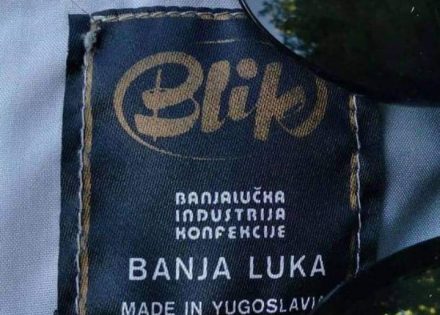 Blik
BANJALUČKA
INDUSTRIJA
KONFEKCIJE
BANJA LUKA
MADE IN YUGOSLAVIA